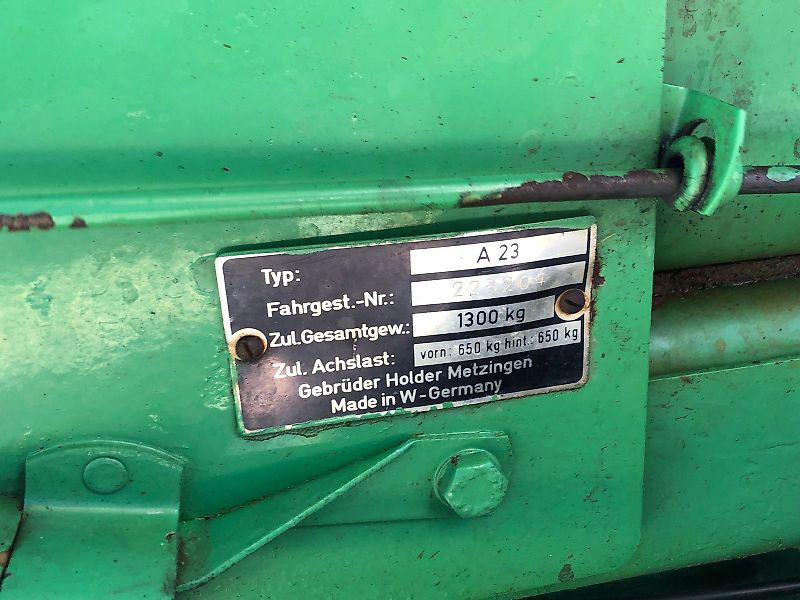 Typ: A 23
Fahrgest.-Nr.: 223204
Zul.Gesamtgew.: 1300 kg
Zul. Achslast: vorn: 650 kg hint.: 650 kg
Gebrüder Holder Metzingen
Made in W-Germany